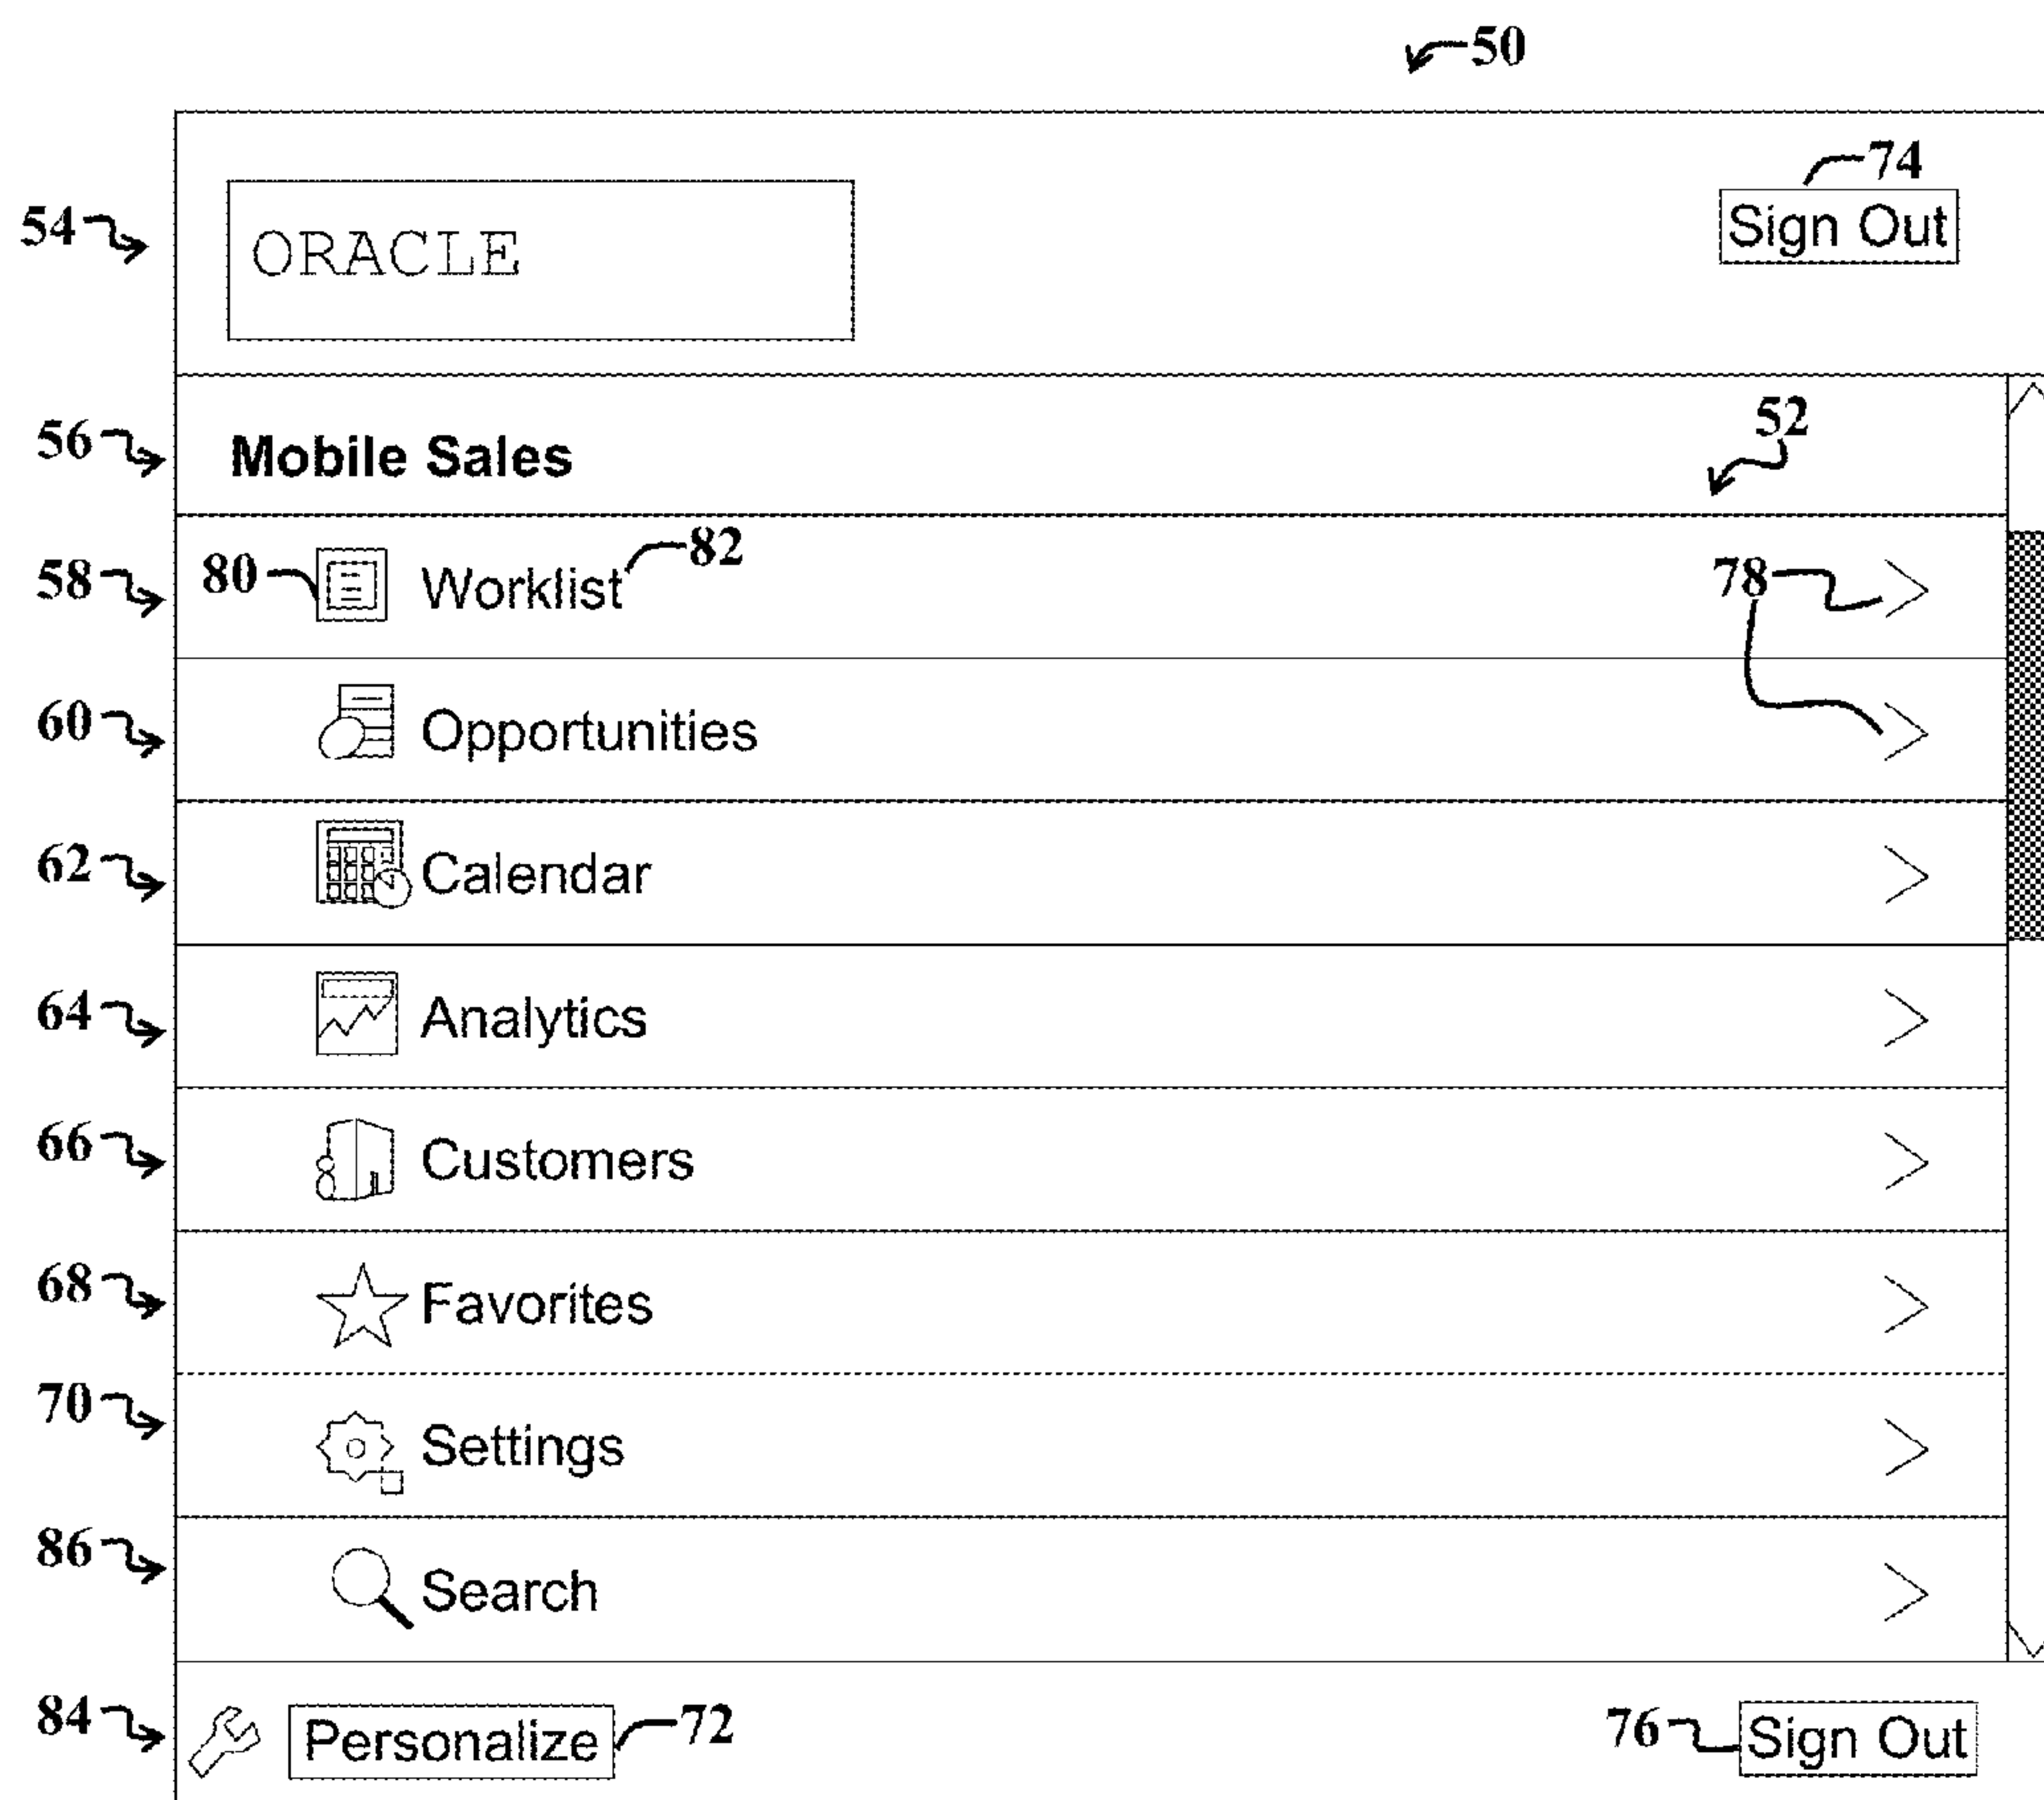 50
74
54 ORACLE Sign Out
56 Mobile Sales 52
58 80 Worklist 82 78
60 Opportunities
62 Calendar
64 Analytics
66 Customers
68 Favorites
70 Settings
86 Search
84 Personalize 72 76 Sign Out